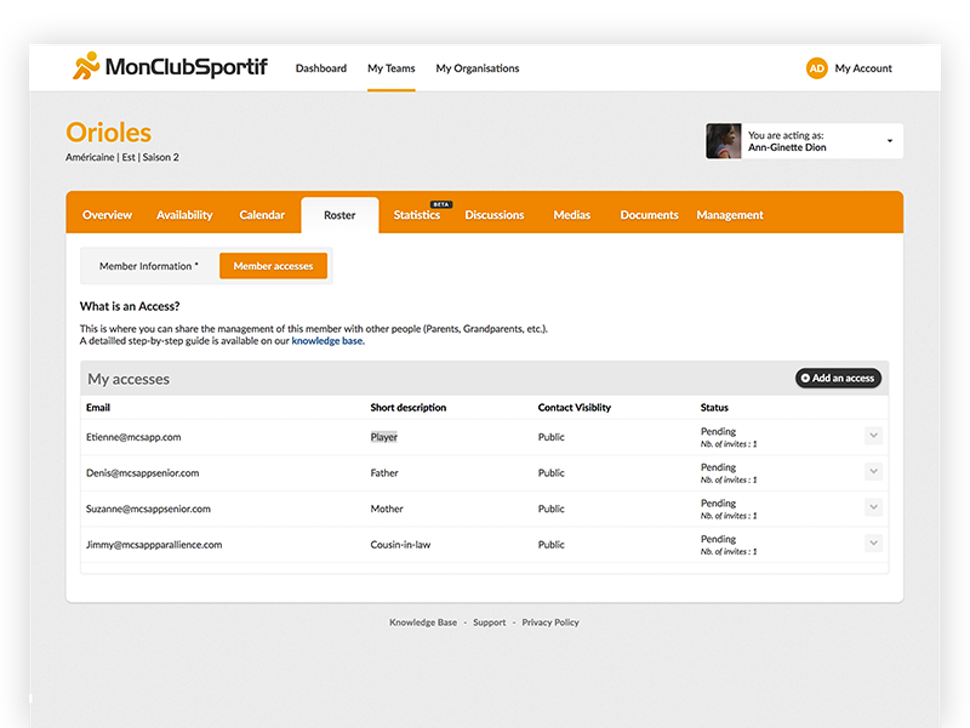 MonClubSportif Dashboard My Teams My Organisations AD My Account
Orioles
Américaine | Est | Saison 2
You are acting as:
Ann-Ginette Dion
Overview Availability Calendar Roster Statistics BETA Discussions Medias Documents Management
Member Information * Member accesses
What is an Access?
This is where you can share the management of this member with other people (Parents, Grandparents, etc.).
A detailled step-by-step guide is available on our knowledge base.
My accesses Add an access
Email Short description Contact Visiblity Status
Etienne@mcsapp.com Player Public Pending
Nb. of invites : 1
Denis@mcsappsenior.com Father Public Pending
Nb. of invites : 1
Suzanne@mcsappsenior.com Mother Public Pending
Nb. of invites : 1
Jimmy@mcsappparallience.com Cousin-in-law Public Pending
Nb. of invites : 1
Knowledge Base - Support - Privacy Policy